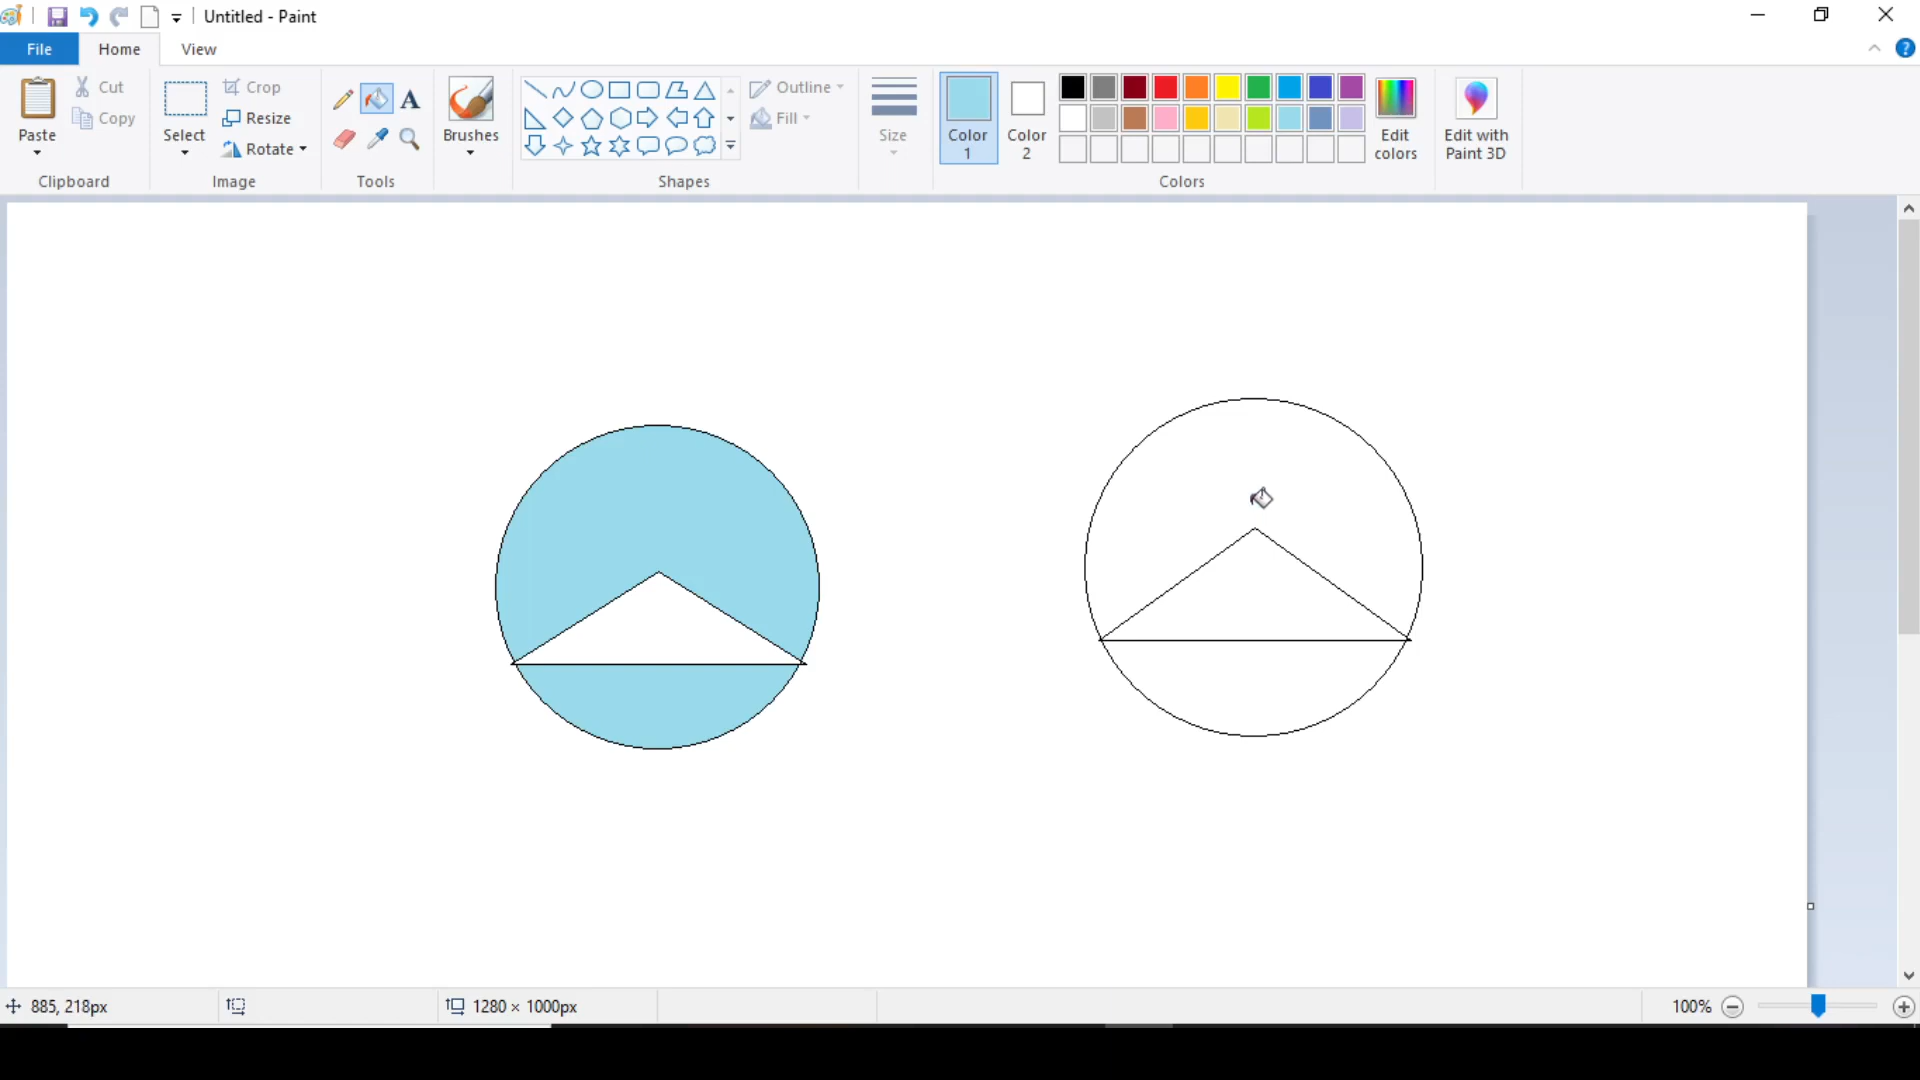 Untitled - Paint
File Home View
Paste
Cut
Copy
Clipboard
Select
Crop
Resize
Rotate
Image
A
Tools
Brushes
Shapes
Outline
Fill
Size
Color
1
Color
2
Colors
Edit
colors
Edit with
Paint 3D
885, 218px
1280 × 1000px
100%